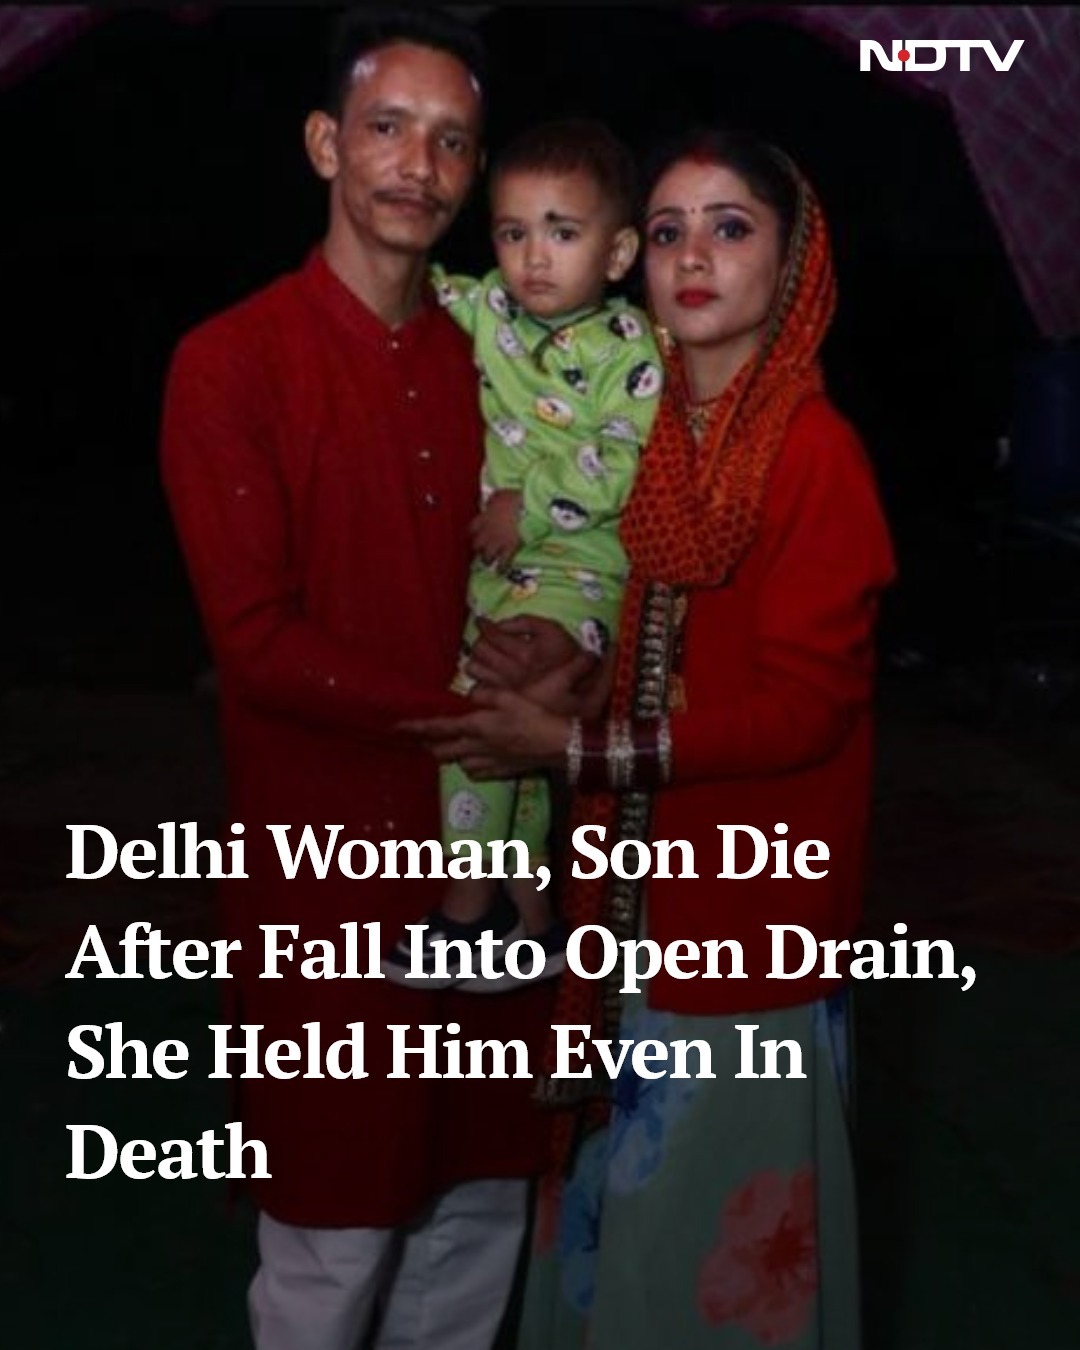 NDTV
Delhi Woman, Son Die
After Fall Into Open Drain,
She Held Him Even In
Death